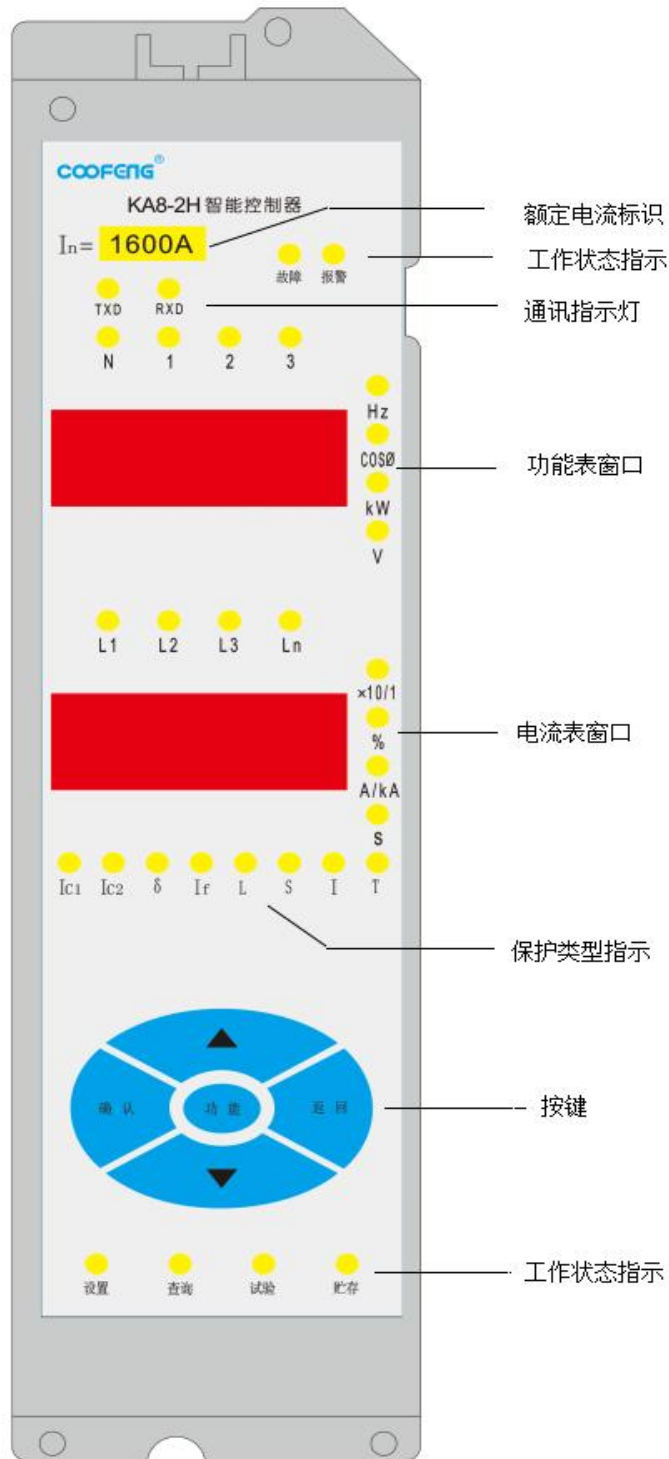 COOFENG®
KA8-2H 智能控制器
额定电流标识
In= 1600A
工作状态指示
故障 报警
TXD RXD
通讯指示灯
N 1 2 3
Hz
COSØ
功能表窗口
kW
V
L1 L2 L3 Ln
×10/1
%
电流表窗口
A/kA
S
Ic1 Ic2 δ Ir L S I T
保护类型指示
▲
确认 功能 返回
按键
▼
设置 查询 试验 贮存
工作状态指示